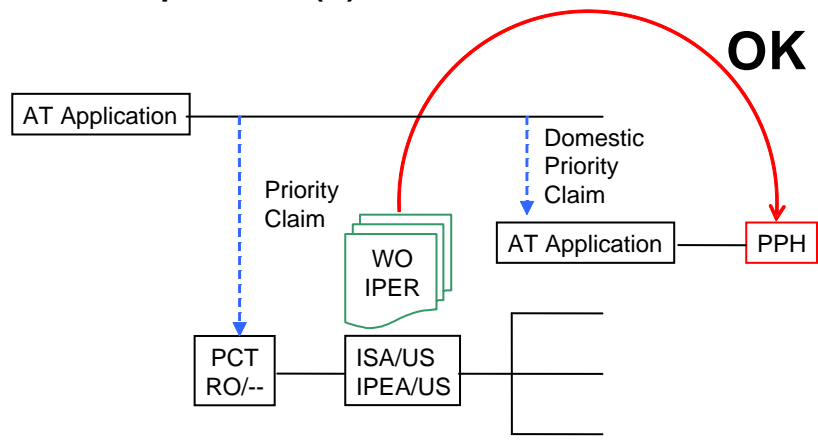 OK
AT Application
Domestic
Priority
Claim
Priority
Claim
AT Application
PPH
WO
IPER
PCT
RO/--
ISA/US
IPEA/US